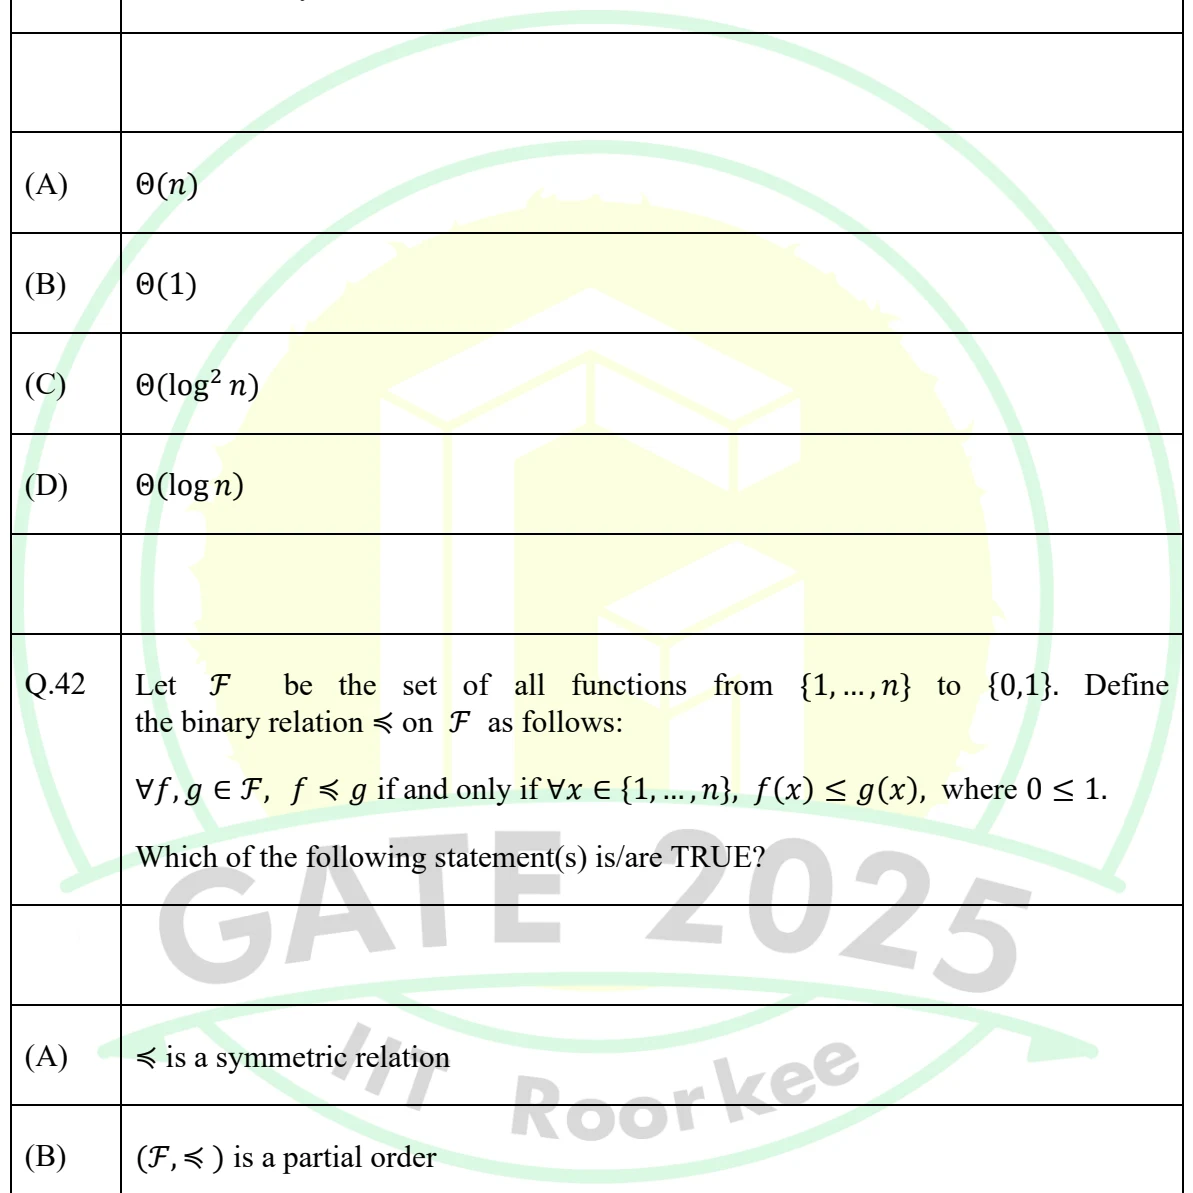 (A) Θ(n)
(B) Θ(1)
(C) Θ(log² n)
(D) Θ(log n)
Q.42 Let ℱ be the set of all functions from {1, … , n} to {0,1}. Define
the binary relation ≼ on ℱ as follows:
∀f, g ∈ ℱ, f ≼ g if and only if ∀x ∈ {1, … , n}, f(x) ≤ g(x), where 0 ≤ 1.
Which of the following statement(s) is/are TRUE?
GATE 2025
(A) ≼ is a symmetric relation
IIT Roorkee
(B) (ℱ, ≼ ) is a partial order